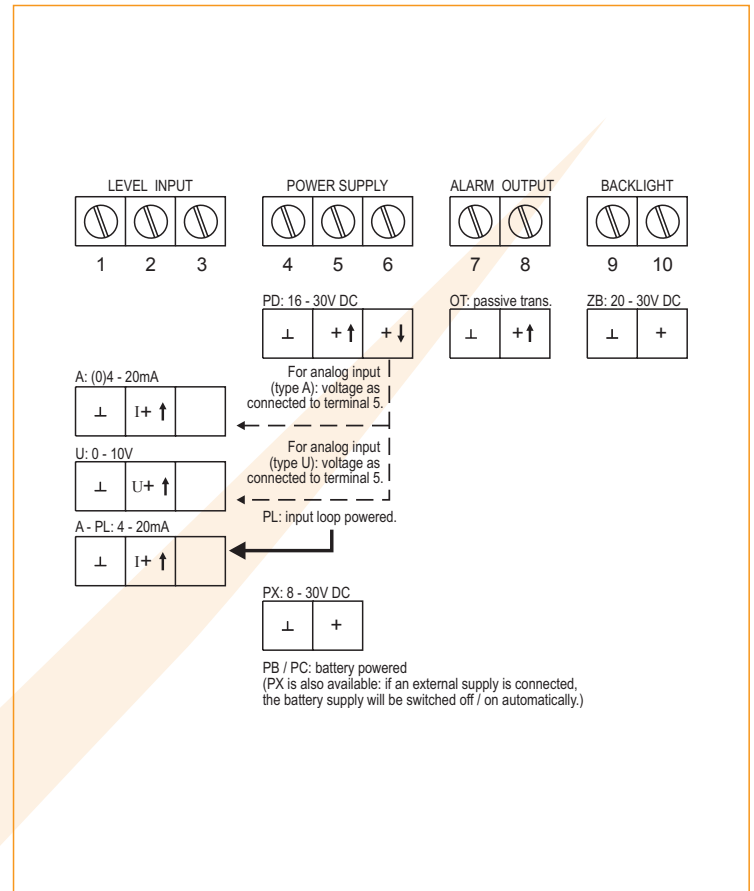 LEVEL INPUT
POWER SUPPLY
ALARM OUTPUT
BACKLIGHT
1 2 3
4 5 6
7 8
9 10
PD: 16 - 30V DC
OT: passive trans.
ZB: 20 - 30V DC
⊥ +↑ +↓
⊥ +↑
⊥ +
For analog input
(type A): voltage as
connected to terminal 5.
A: (0)4 - 20mA
⊥ I+ ↑
For analog input
(type U): voltage as
connected to terminal 5.
U: 0 - 10V
⊥ U+ ↑
PL: input loop powered.
A - PL: 4 - 20mA
⊥ I+ ↑
PX: 8 - 30V DC
⊥ +
PB / PC: battery powered
(PX is also available: if an external supply is connected,
the battery supply will be switched off / on automatically.)